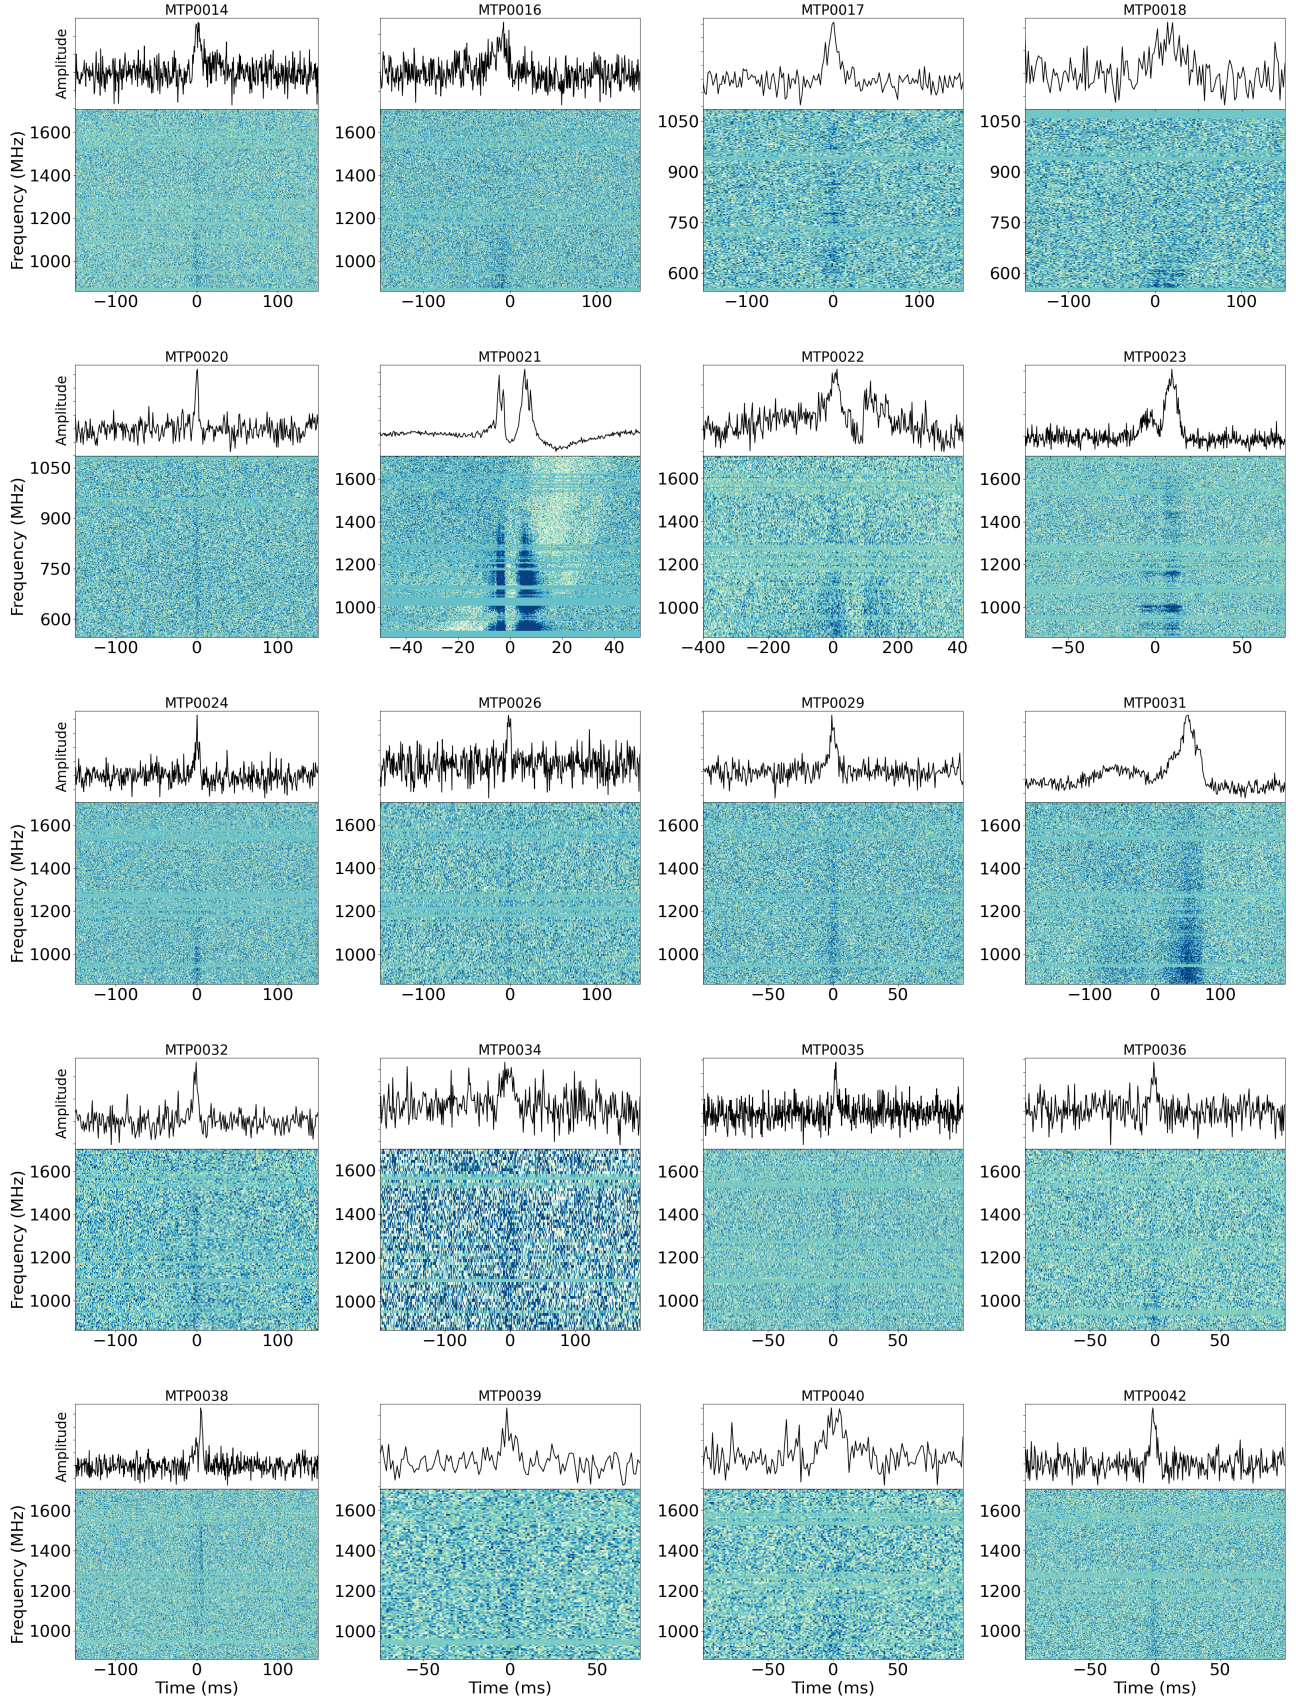 MTP0014 MTP0016 MTP0017 MTP0018
Amplitude
Frequency (MHz)
1600 1600 1050 1050
1400 1400 900 900
1200 1200 750 750
1000 1000 600 600
−100 0 100 −100 0 100 −100 0 100 −100 0 100
MTP0020 MTP0021 MTP0022 MTP0023
Amplitude
Frequency (MHz)
1050 1600 1600 1600
900 1400 1400 1400
750 1200 1200 1200
600 1000 1000 1000
−100 0 100 −40 −20 0 20 40 −400 −200 0 200 40 −50 0 50
MTP0024 MTP0026 MTP0029 MTP0031
Amplitude
Frequency (MHz)
1600 1600 1600 1600
1400 1400 1400 1400
1200 1200 1200 1200
1000 1000 1000 1000
−100 0 100 −100 0 100 −50 0 50 −100 0 100
MTP0032 MTP0034 MTP0035 MTP0036
Amplitude
Frequency (MHz)
1600 1600 1600 1600
1400 1400 1400 1400
1200 1200 1200 1200
1000 1000 1000 1000
−100 0 100 −100 0 100 −50 0 50 −50 0 50
MTP0038 MTP0039 MTP0040 MTP0042
Amplitude
Frequency (MHz)
1600 1600 1600 1600
1400 1400 1400 1400
1200 1200 1200 1200
1000 1000 1000 1000
−100 0 100 −50 0 50 −50 0 50 −50 0 50
Time (ms) Time (ms) Time (ms) Time (ms)